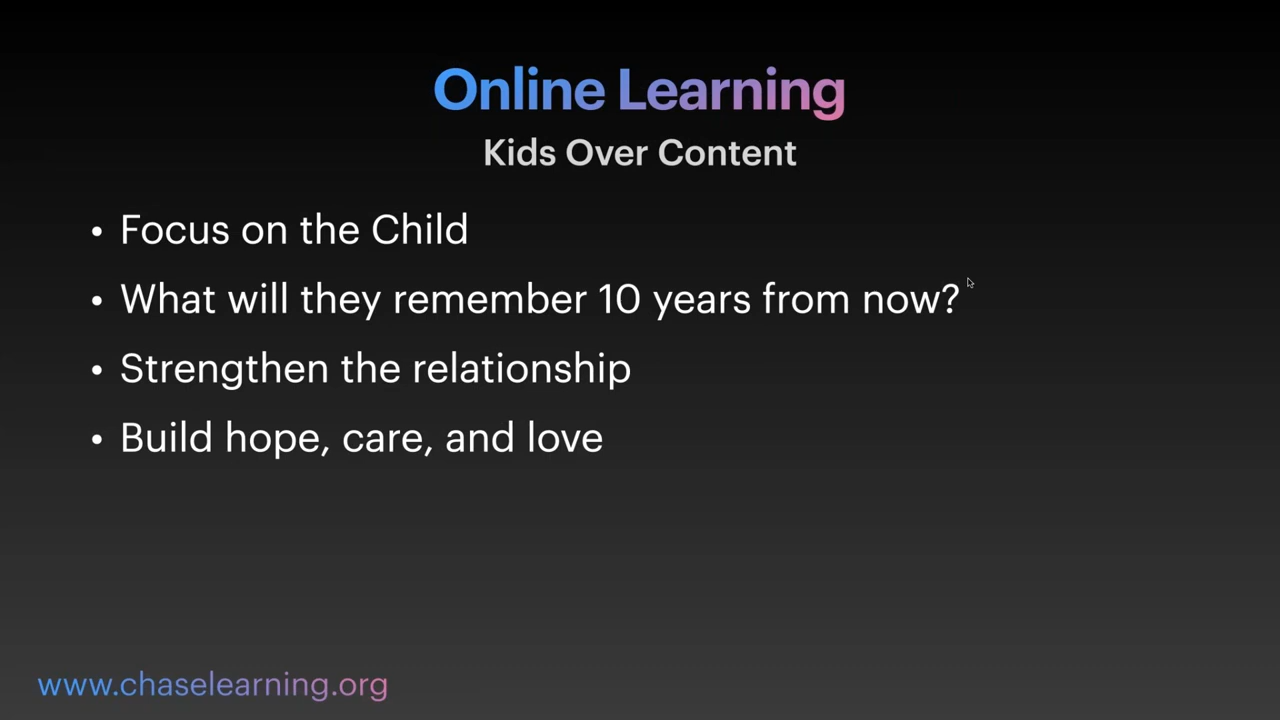 Online Learning
Kids Over Content
• Focus on the Child
• What will they remember 10 years from now?
• Strengthen the relationship
• Build hope, care, and love
www.chaselearning.org